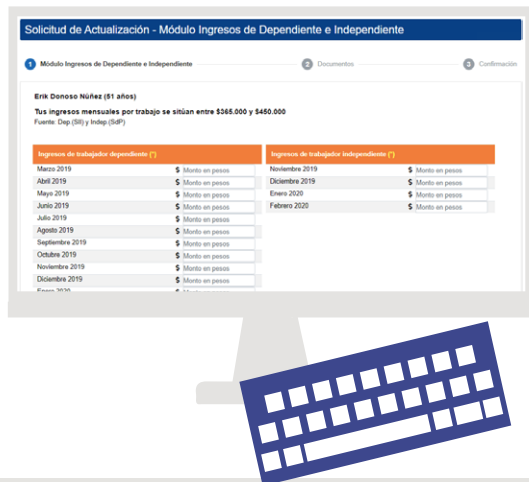 Solicitud de Actualización - Módulo Ingresos de Dependiente e Independiente
1 Módulo Ingresos de Dependiente e Independiente 2 Documentos 3 Confirmación
Erik Donoso Núñez (51 años)
Tus ingresos mensuales por trabajo se sitúan entre $365.000 y $450.000
Fuente: Dep.(SII) y Indep.(SdP)
Ingresos de trabajador dependiente (*) Ingresos de trabajador independiente (*)
Marzo 2019 $ Monto en pesos Noviembre 2019 $ Monto en pesos
Abril 2019 $ Monto en pesos Diciembre 2019 $ Monto en pesos
Mayo 2019 $ Monto en pesos Enero 2020 $ Monto en pesos
Junio 2019 $ Monto en pesos Febrero 2020 $ Monto en pesos
Julio 2019 $ Monto en pesos
Agosto 2019 $ Monto en pesos
Septiembre 2019 $ Monto en pesos
Octubre 2019 $ Monto en pesos
Noviembre 2019 $ Monto en pesos
Diciembre 2019 $ Monto en pesos
Enero 2020